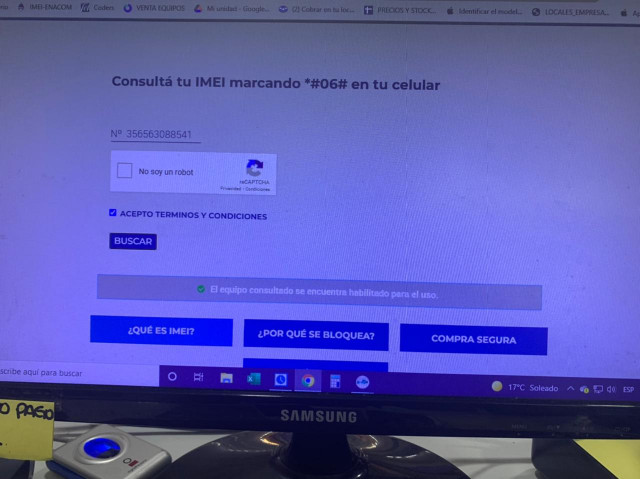 IMEI-ENACOM Coders VENTA EQUIPOS Mi unidad - Google... (2) Cobrar en tu loc... PRECIOS Y STOCK... Identificar el model... LOCALES_EMPRESA...
Consultá tu IMEI marcando *#06# en tu celular
Nº 356563088541
No soy un robot
reCAPTCHA
Privacidad - Condiciones
ACEPTO TERMINOS Y CONDICIONES
BUSCAR
El equipo consultado se encuentra habilitado para el uso.
¿QUÉ ES IMEI? ¿POR QUÉ SE BLOQUEA? COMPRA SEGURA
scribe aquí para buscar 17°C Soleado ESP
SAMSUNG
O PAGO